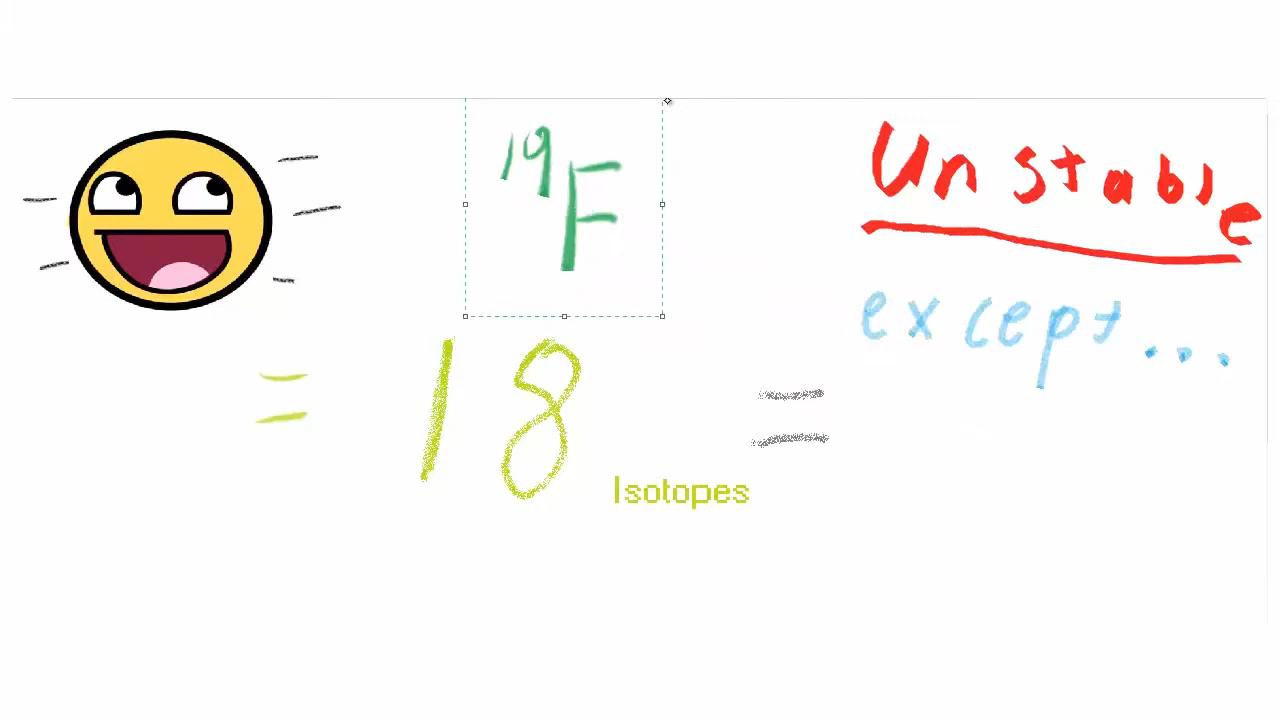 19F
Unstable
except...
= 18 Isotopes =